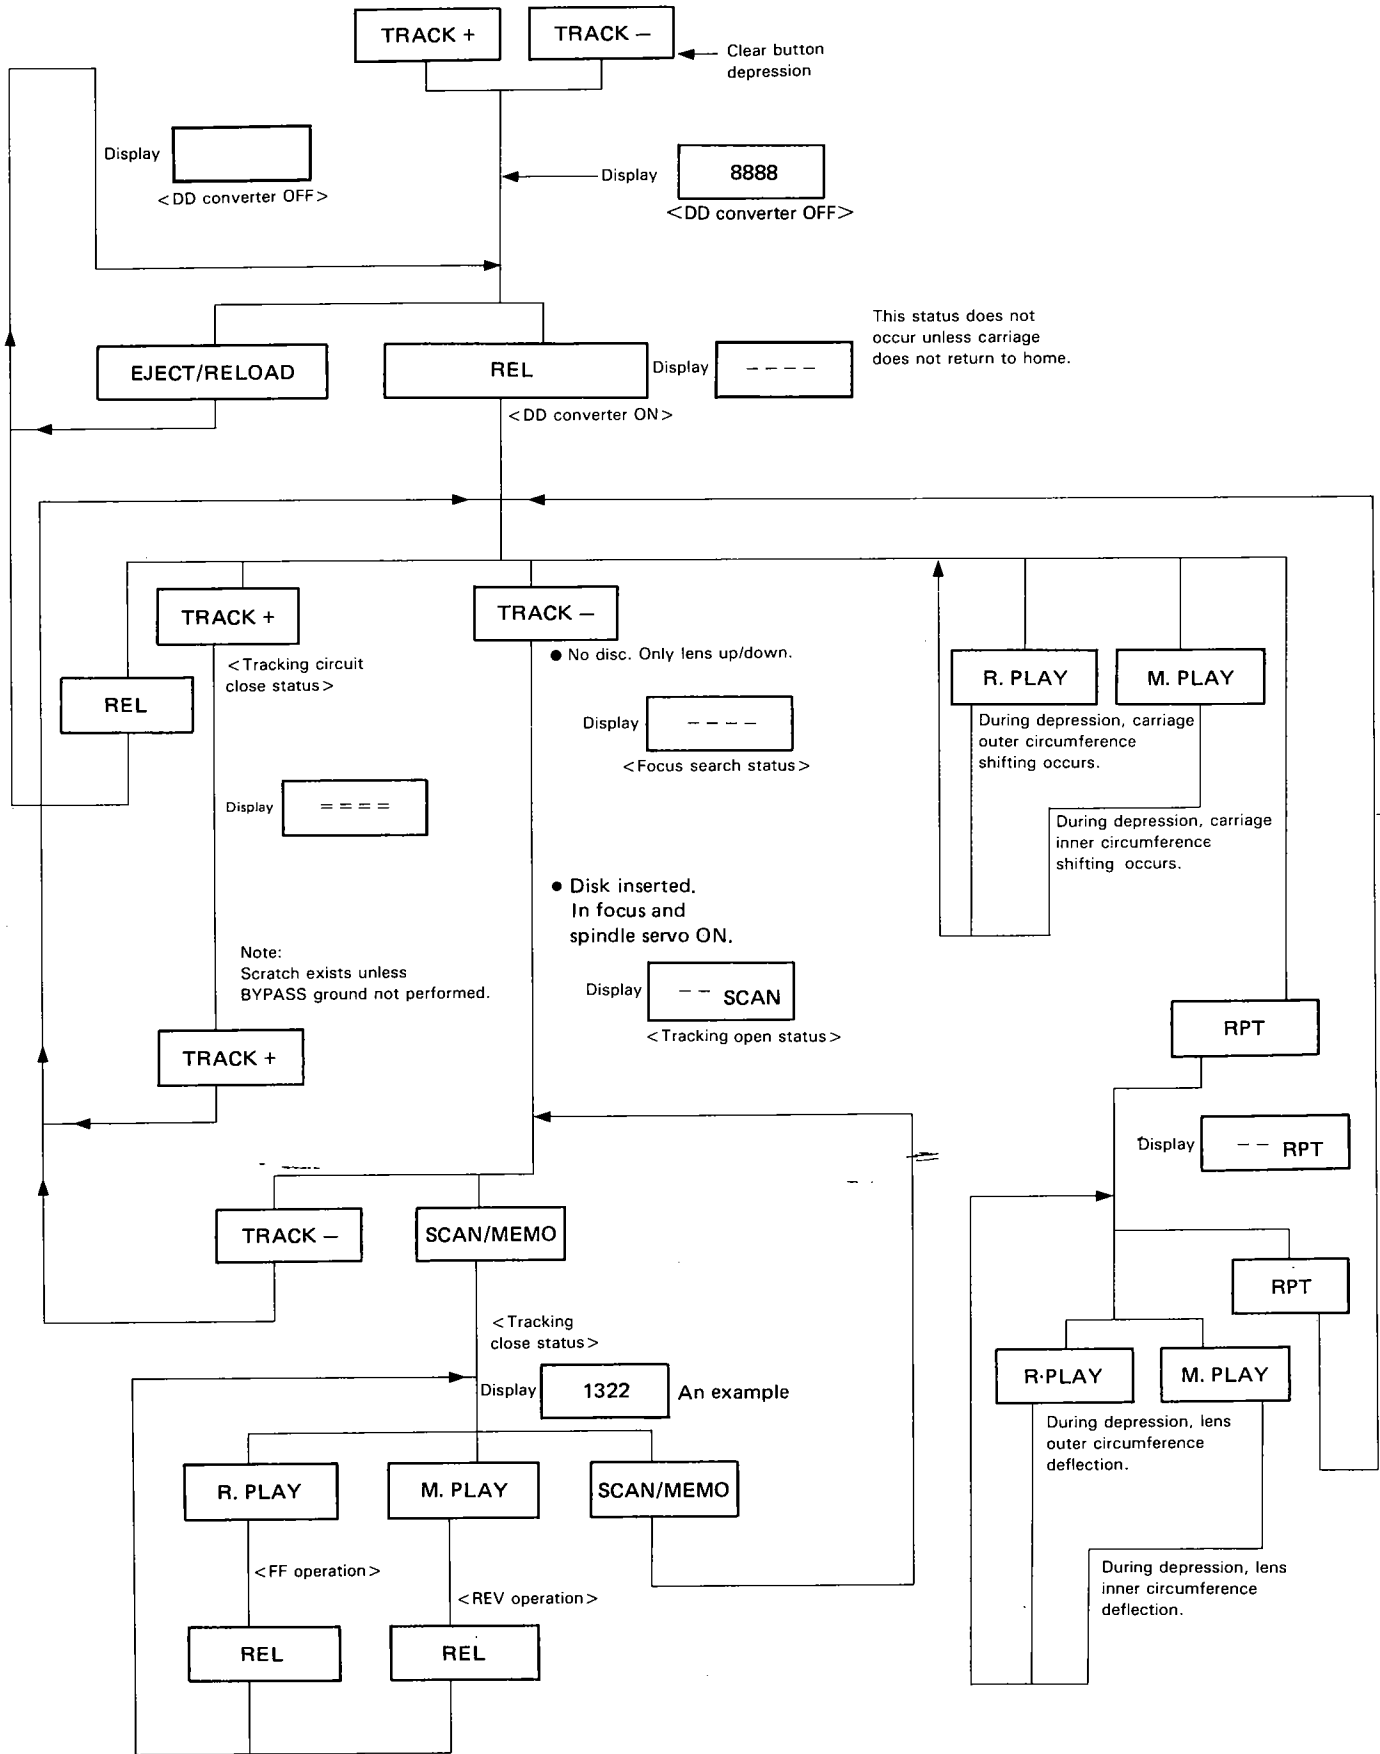 TRACK +
TRACK –
Clear button
depression
Display
<DD converter OFF>
Display
8888
<DD converter OFF>
EJECT/RELOAD
REL
Display
– – – –
<DD converter ON>
This status does not
occur unless carriage
does not return to home.
TRACK +
<Tracking circuit
close status>
REL
Display
= = = =
Note:
Scratch exists unless
BYPASS ground not performed.
TRACK +
TRACK –
● No disc. Only lens up/down.
Display
– – – –
<Focus search status>
● Disk inserted.
In focus and
spindle servo ON.
Display
– – SCAN
<Tracking open status>
R. PLAY
M. PLAY
During depression, carriage
outer circumference
shifting occurs.
During depression, carriage
inner circumference
shifting occurs.
RPT
Display
– – RPT
RPT
R·PLAY
M. PLAY
During depression, lens
outer circumference
deflection.
During depression, lens
inner circumference
deflection.
TRACK –
SCAN/MEMO
<Tracking
close status>
Display
1322
An example
R. PLAY
M. PLAY
SCAN/MEMO
<FF operation>
<REV operation>
REL
REL